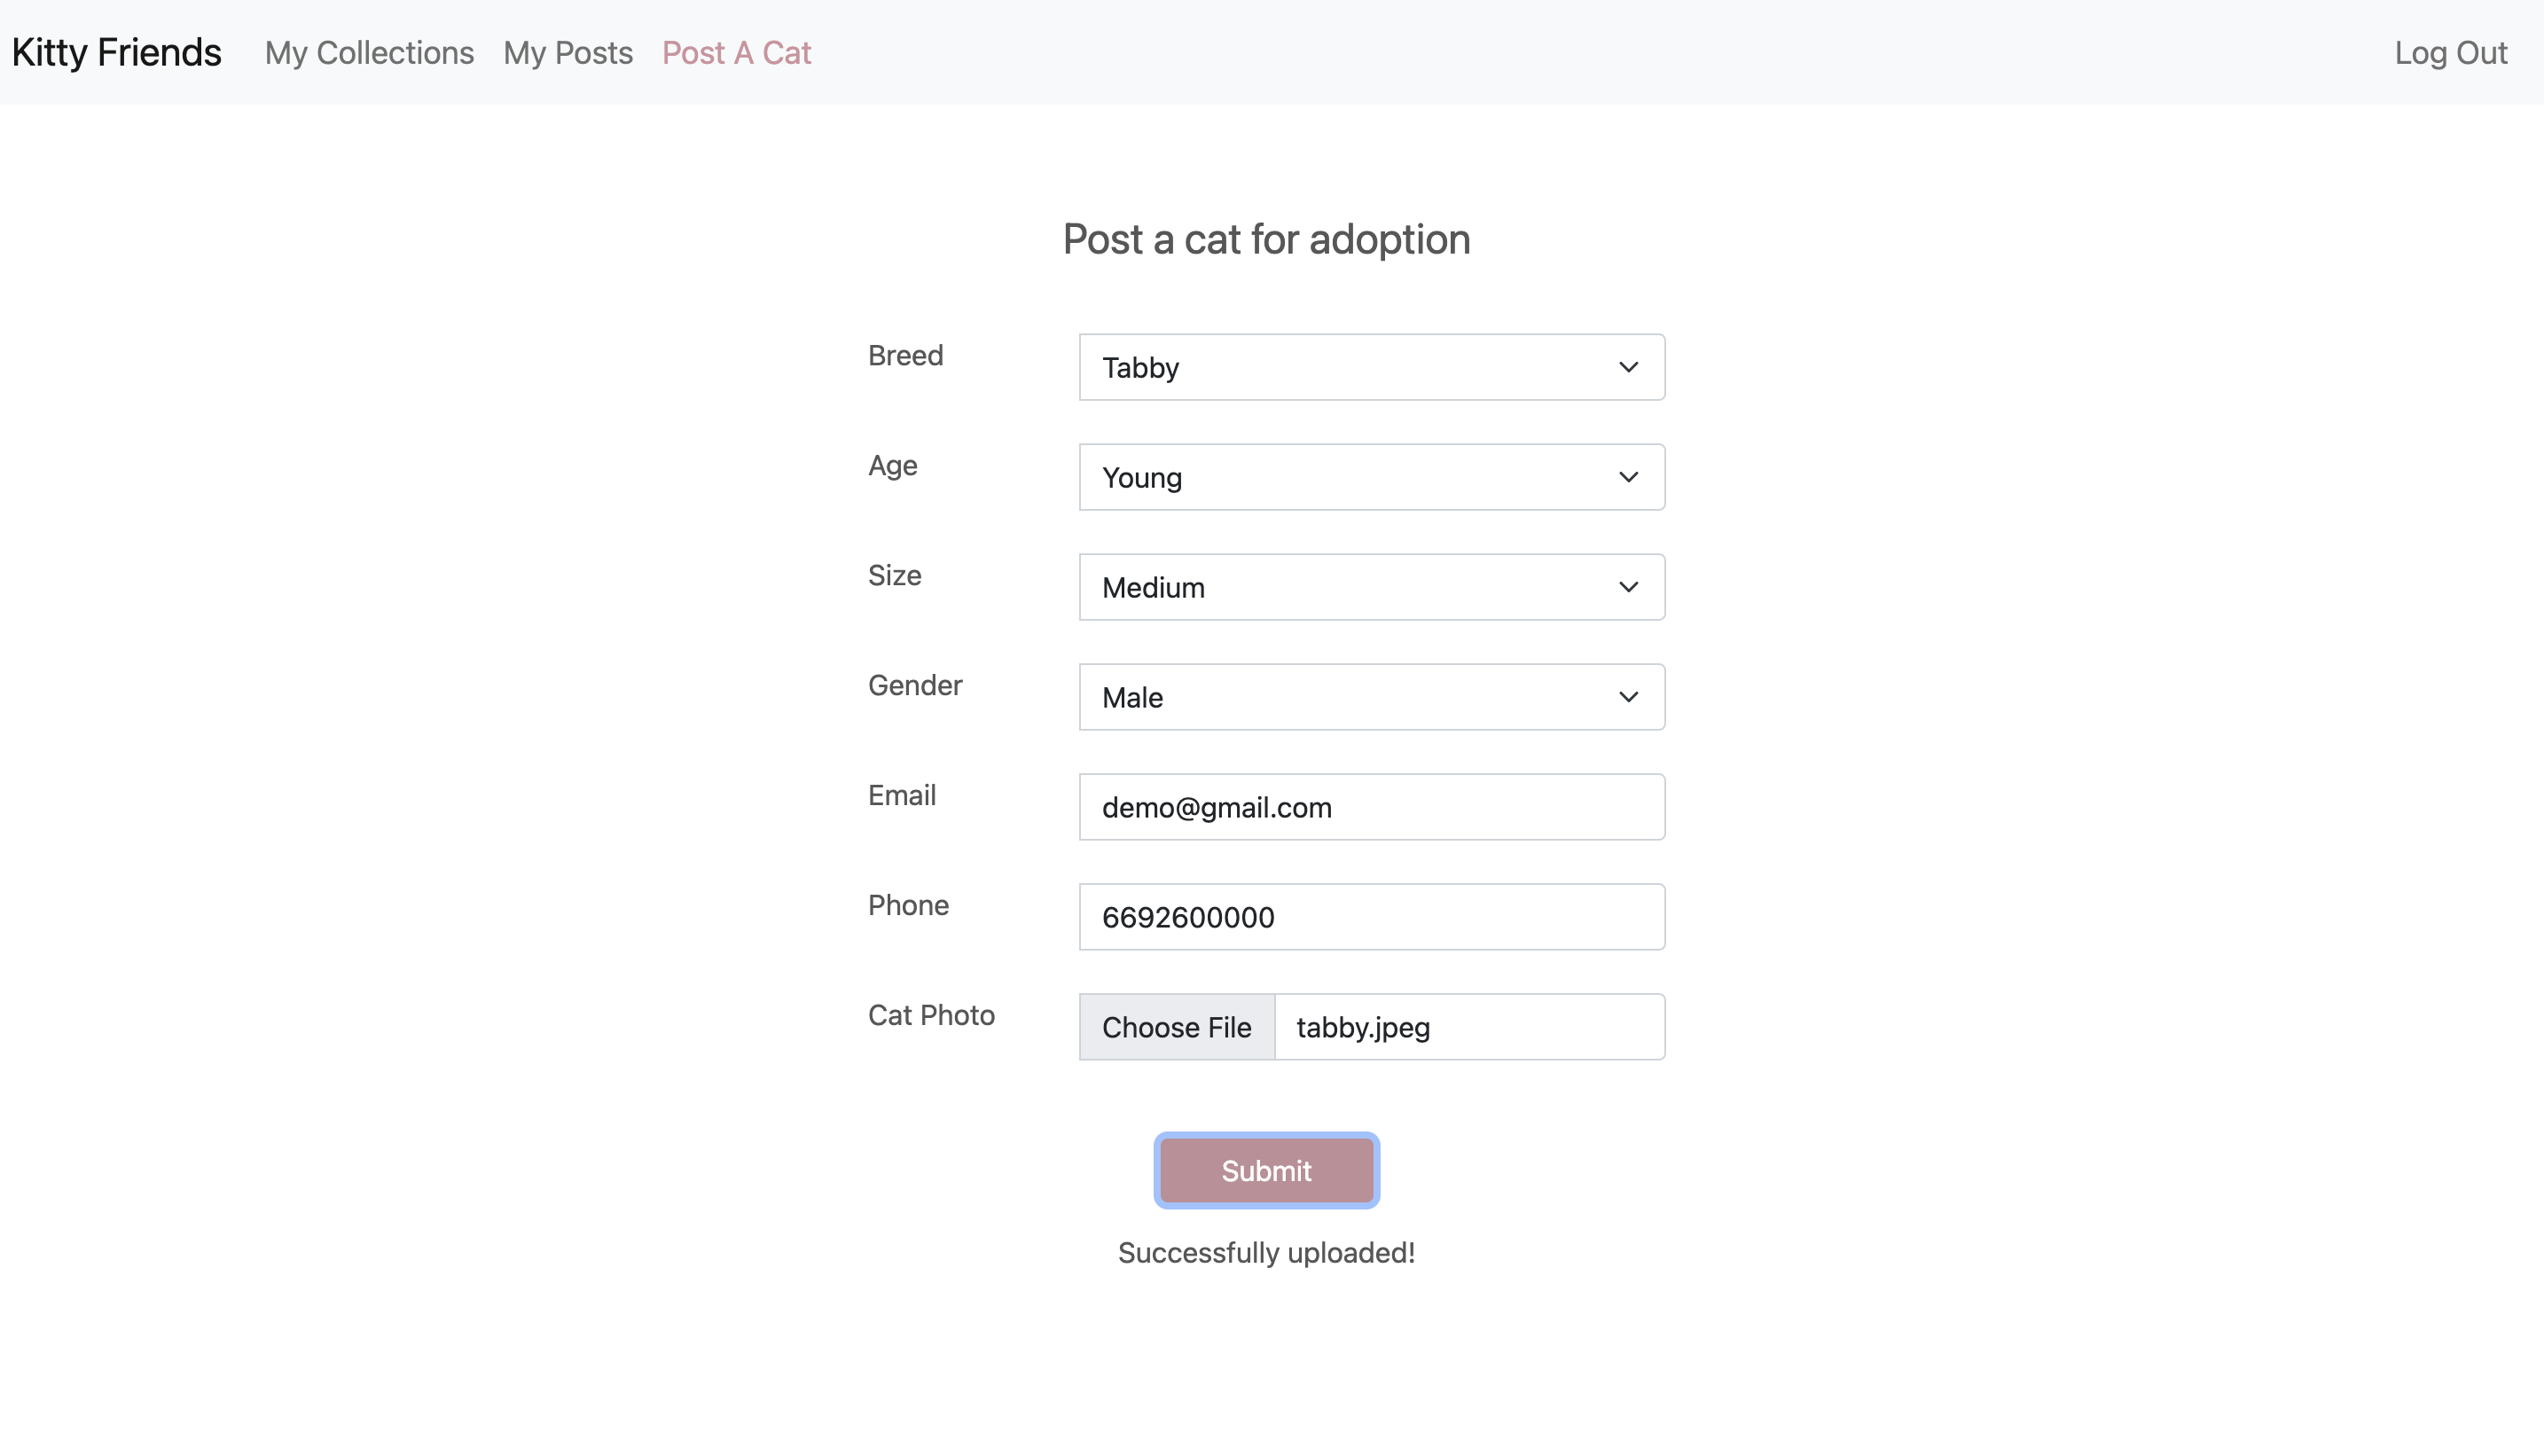 Kitty Friends My Collections My Posts Post A Cat Log Out
Post a cat for adoption
Breed Tabby
Age Young
Size Medium
Gender Male
Email demo@gmail.com
Phone 6692600000
Cat Photo Choose File tabby.jpeg
Submit
Successfully uploaded!